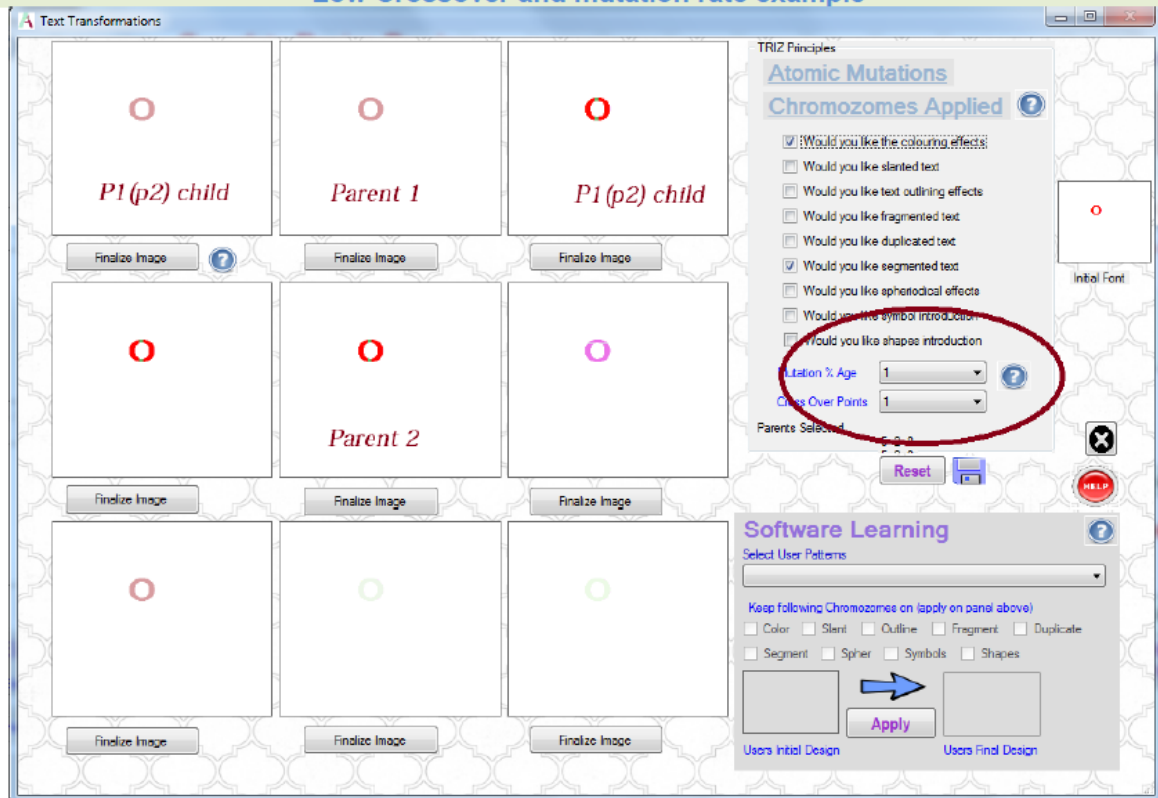 Low Crossover and mutation rate example
Text Transformations
O O O
P1(p2) child Parent 1 P1(p2) child
Finalize Image ? Finalize Image Finalize Image
O O O
Parent 2
Finalize Image Finalize Image Finalize Image
O O O
Finalize Image Finalize Image Finalize Image
TRIZ Principles
Atomic Mutations
Chromozomes Applied ?
Would you like the colouring effects
Would you like slanted text
Would you like text outlining effects
Would you like fragmented text
Would you like duplicated text
Would you like segmented text
Would you like spheriodical effects
Would you like symbol introduction
Would you like shapes introduction
Mutation % Age 1 ?
Cross Over Points 1
Parents Selected
Reset
O
Initial Font
HELP
Software Learning ?
Select User Patterns
Keep following Chromozomes on (apply on panel above)
Color Slant Outline Fragment Duplicate
Segment Spher Symbols Shapes
Apply
Users Initial Design Users Final Design